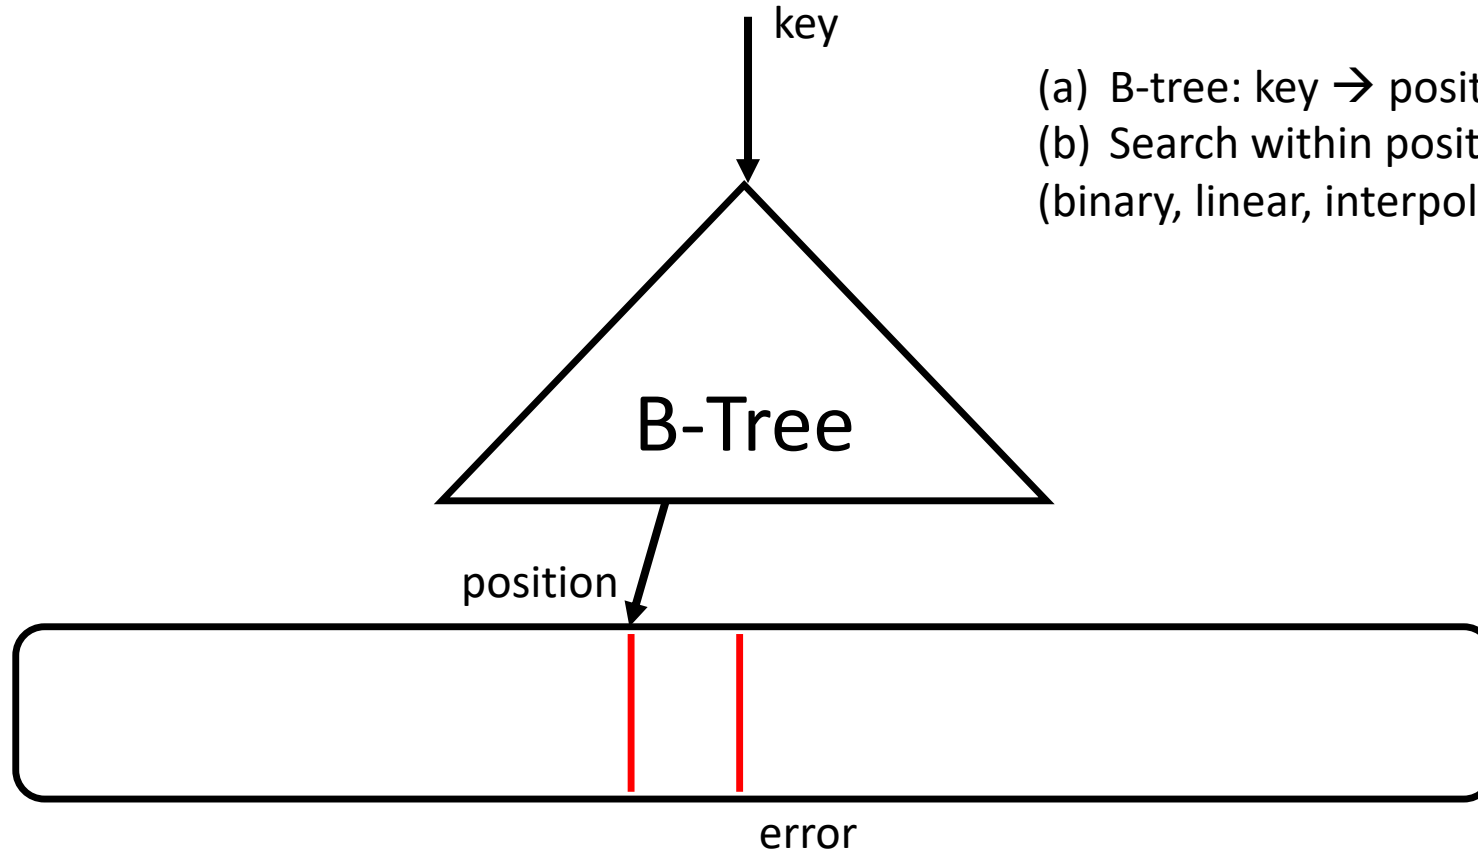 key
(a) B-tree: key → posit
(b) Search within posit
(binary, linear, interpol
B-Tree
position
error